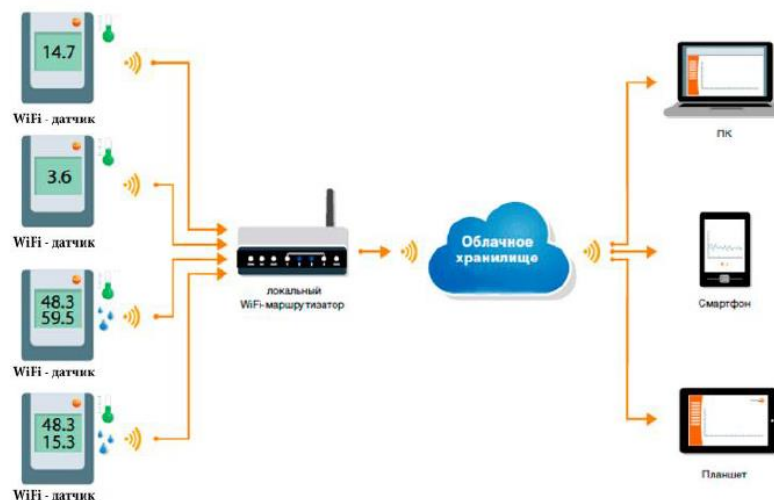 14.7
WiFi - датчик
3.6
WiFi - датчик
48.3
59.5
WiFi - датчик
48.3
15.3
WiFi - датчик
локальный
WiFi-маршрутизатор
Облачное
хранилище
ПК
Смартфон
Планшет